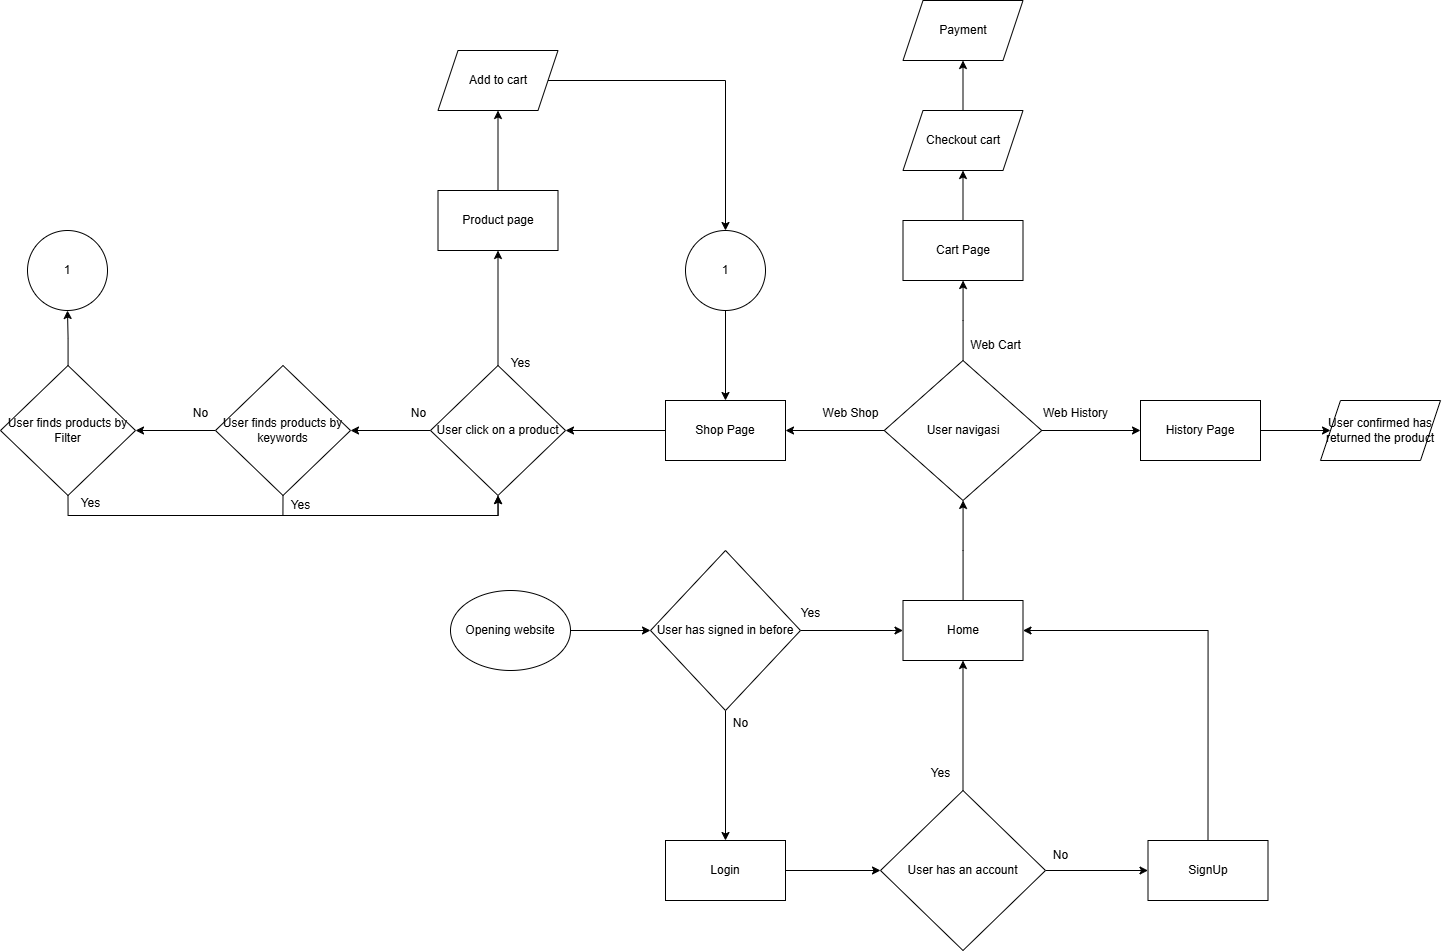 Payment
Add to cart
Checkout cart
Product page
Cart Page
1
1
Yes
Web Cart
No
No
Web Shop
Web History
User finds products by
Filter
User finds products by
keywords
User click on a product
Shop Page
User navigasi
History Page
User confirmed has
returned the product
Yes
Yes
Opening website
User has signed in before
Yes
Home
No
Yes
Login
User has an account
No
SignUp